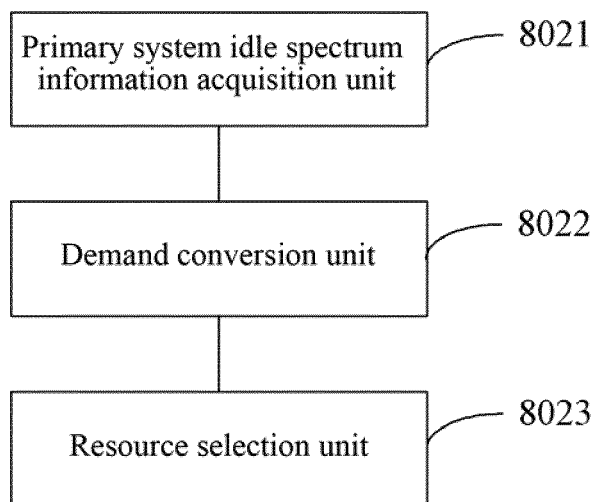 Primary system idle spectrum
information acquisition unit
8021
Demand conversion unit
8022
Resource selection unit
8023